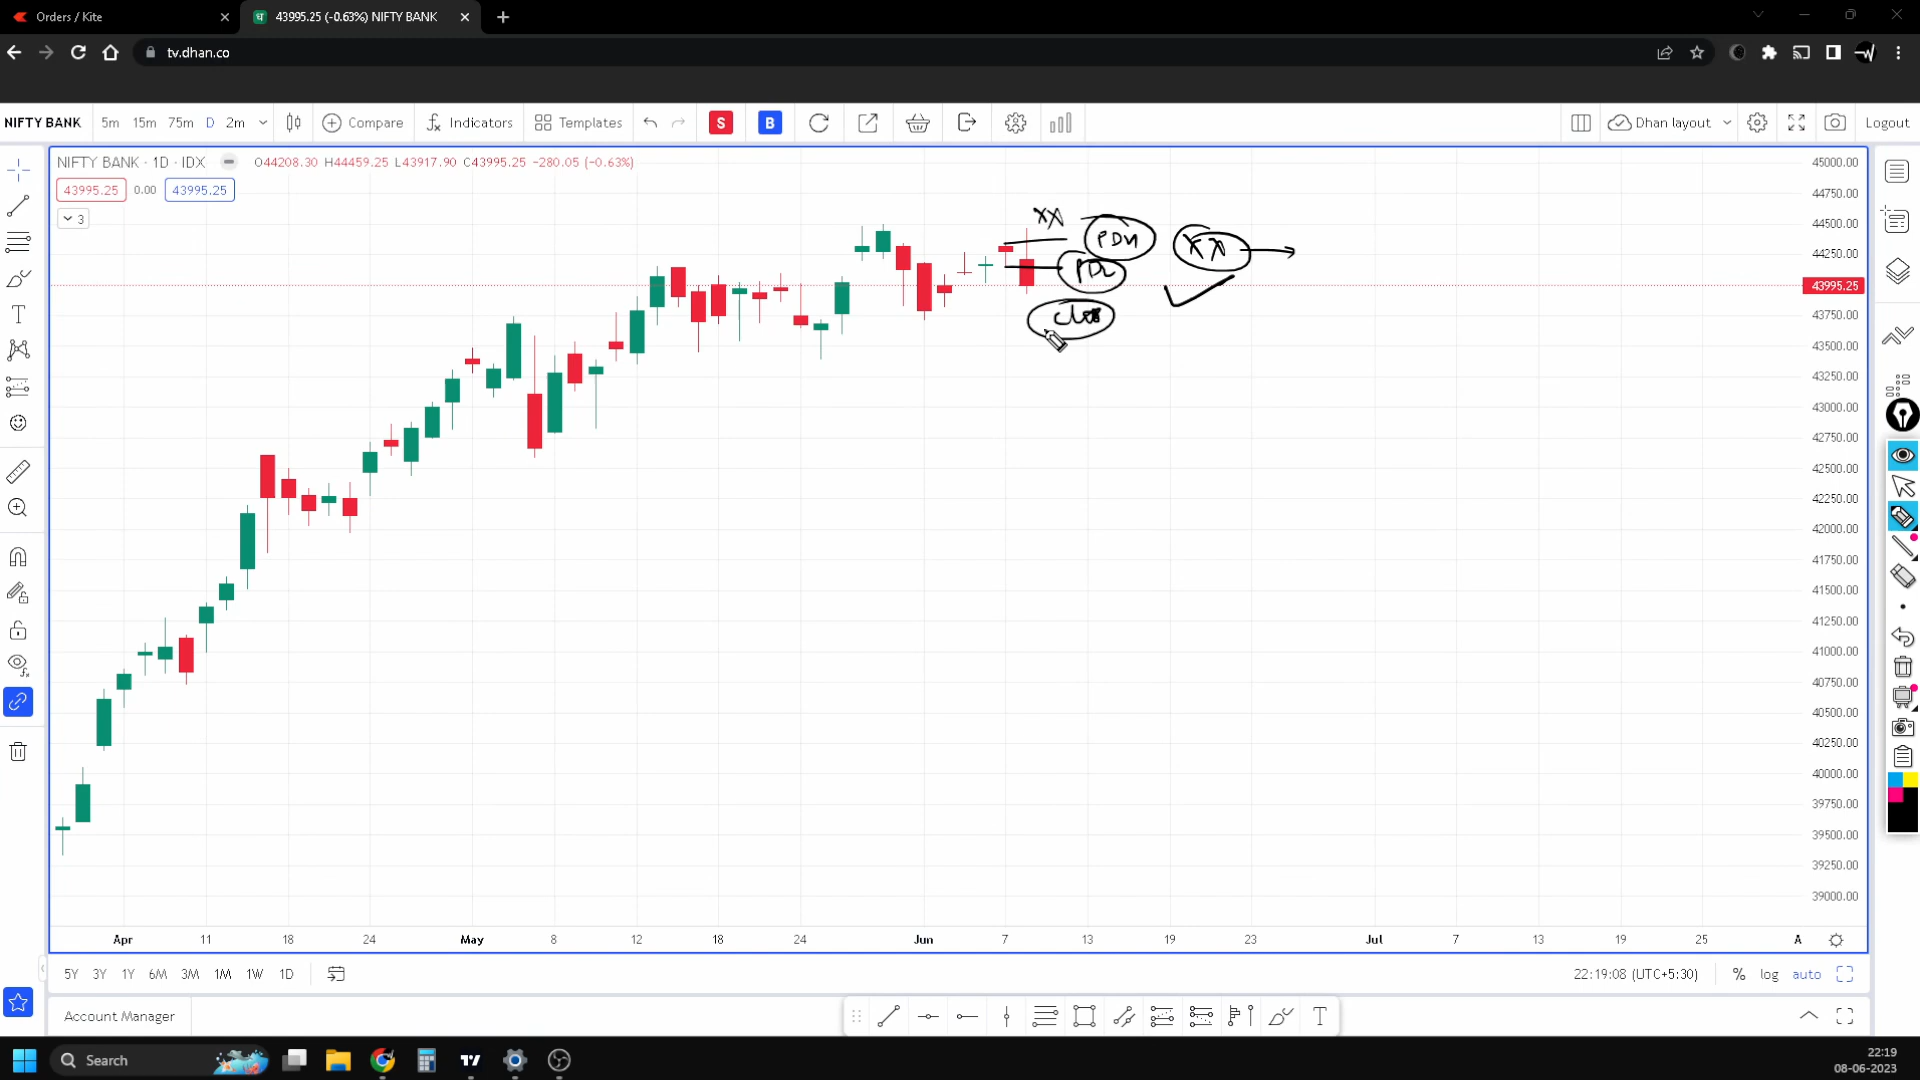 Orders / Kite
43995.25 (-0.63%) NIFTY BANK
tv.dhan.co
NIFTY BANK 5m 15m 75m D 2m Compare Indicators Templates S B Dhan layout Logout
NIFTY BANK · 1D · IDX O44208.30 H44459.25 L43917.90 C43995.25 -280.05 (-0.63%)
43995.25 0.00 43995.25
3
XX PDH XX
PDL
45000.00
44750.00
44500.00
44250.00
43995.25
43750.00
43500.00
43250.00
43000.00
42750.00
42500.00
42250.00
42000.00
41750.00
41500.00
41250.00
41000.00
40750.00
40500.00
40250.00
40000.00
39750.00
39500.00
39250.00
39000.00
Apr 11 18 24 May 8 12 18 24 Jun 7 13 19 23 Jul 7 13 19 25 A
5Y 3Y 1Y 6M 3M 1M 1W 1D 22:19:08 (UTC+5:30) % log auto
Account Manager
Search
22:19
08-06-2023